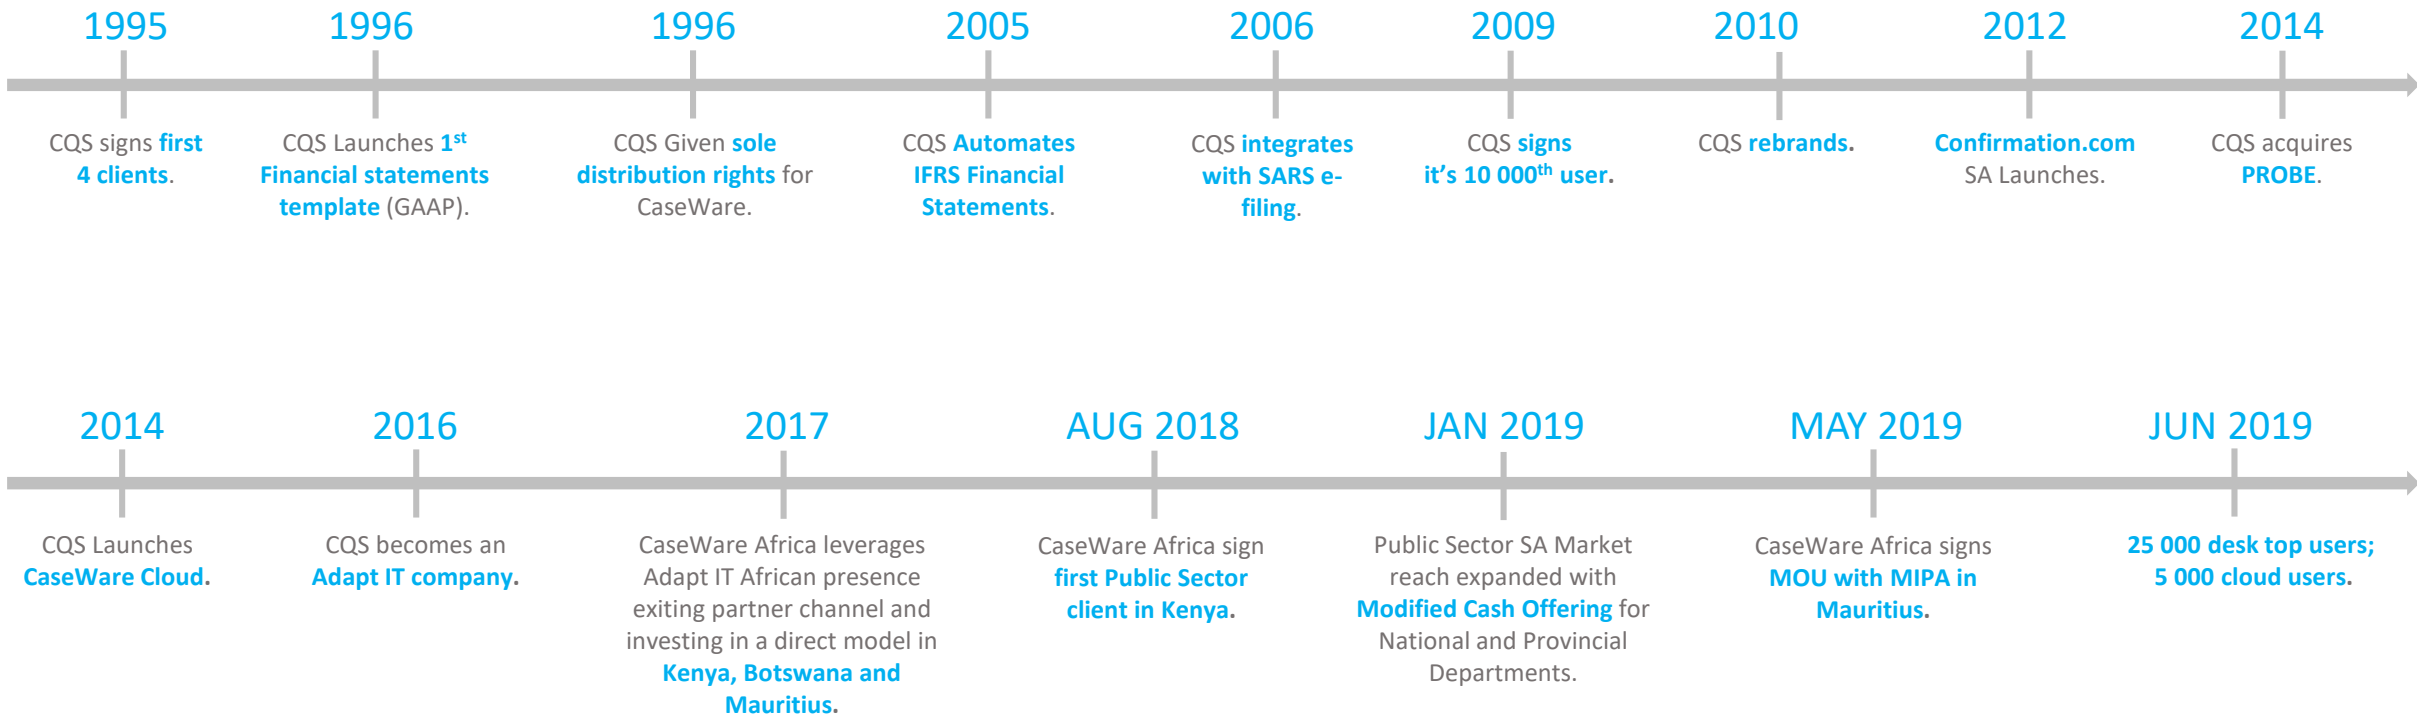 1995
CQS signs first
4 clients.
1996
CQS Launches 1st
Financial statements
template (GAAP).
1996
CQS Given sole
distribution rights for
CaseWare.
2005
CQS Automates
IFRS Financial
Statements.
2006
CQS integrates
with SARS e-
filing.
2009
CQS signs
it’s 10 000th user.
2010
CQS rebrands.
2012
Confirmation.com
SA Launches.
2014
CQS acquires
PROBE.
2014
CQS Launches
CaseWare Cloud.
2016
CQS becomes an
Adapt IT company.
2017
CaseWare Africa leverages
Adapt IT African presence
exiting partner channel and
investing in a direct model in
Kenya, Botswana and
Mauritius.
AUG 2018
CaseWare Africa sign
first Public Sector
client in Kenya.
JAN 2019
Public Sector SA Market
reach expanded with
Modified Cash Offering for
National and Provincial
Departments.
MAY 2019
CaseWare Africa signs
MOU with MIPA in
Mauritius.
JUN 2019
25 000 desk top users;
5 000 cloud users.